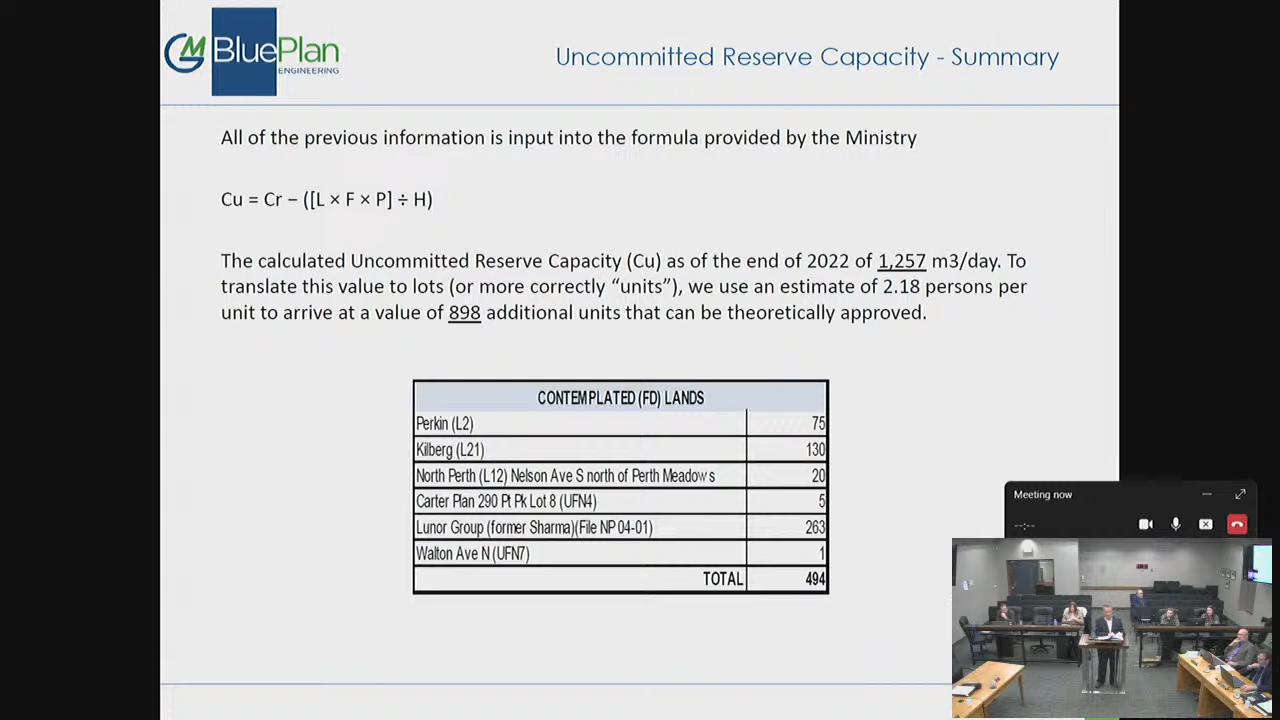 GM BluePlan
ENGINEERING
Uncommitted Reserve Capacity - Summary
All of the previous information is input into the formula provided by the Ministry
Cu = Cr − ([L × F × P] ÷ H)
The calculated Uncommitted Reserve Capacity (Cu) as of the end of 2022 of 1,257 m3/day. To
translate this value to lots (or more correctly “units”), we use an estimate of 2.18 persons per
unit to arrive at a value of 898 additional units that can be theoretically approved.
CONTEMPLATED (FD) LANDS
Perkin (L2) 75
Kilberg (L21) 130
North Perth (L12) Nelson Ave S north of Perth Meadows 20
Carter Plan 290 Pt Pk Lot 8 (UFN4) 5
Lunor Group (former Sharma)(File NP 04-01) 263
Walton Ave N (UFN7) 1
TOTAL 494
Meeting now
--:--